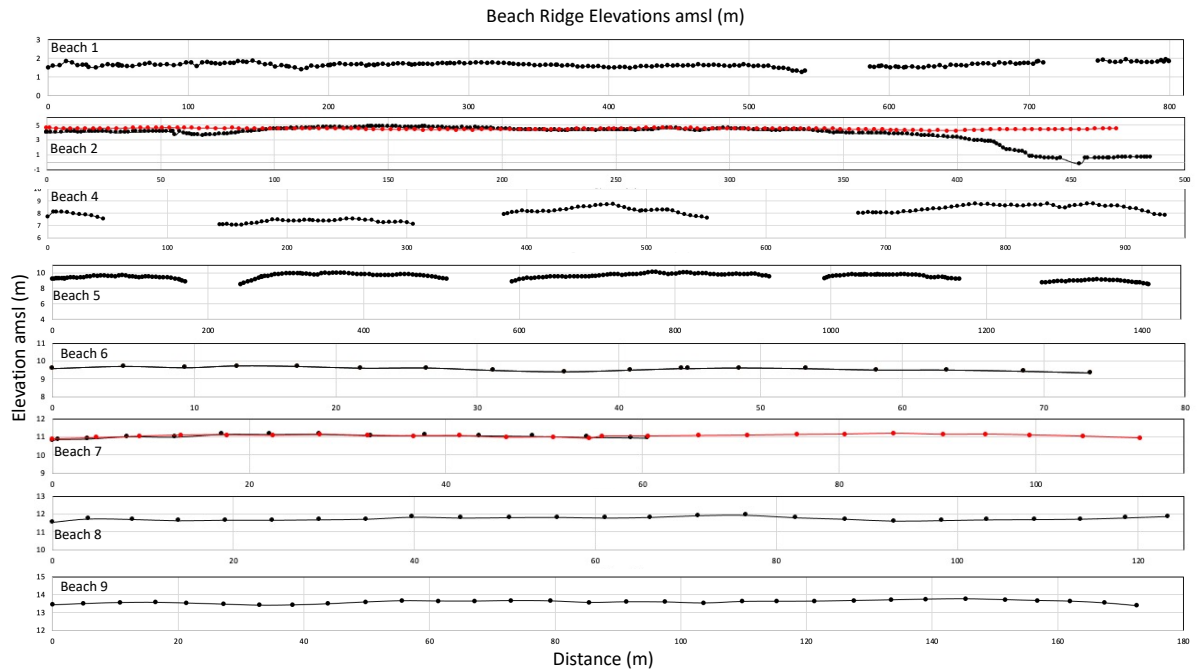 Beach Ridge Elevations amsl (m)
3
Beach 1
2
1
0
0 100 200 300 400 500 600 700 800
5
Beach 2
3
1
-1
0 50 100 150 200 250 300 350 400 450 500
10
Beach 4
9
8
7
6
0 100 200 300 400 500 600 700 800 900
10
8
Beach 5
6
4
0 200 400 600 800 1000 1200 1400
Elevation amsl (m)
11
Beach 6
10
9
8
0 10 20 30 40 50 60 70 80
12
Beach 7
11
10
9
0 20 40 60 80 100
13
12
Beach 8
11
10
0 20 40 60 80 100 120
15
Beach 9
14
13
12
0 20 40 60 80 100 120 140 160 180
Distance (m)